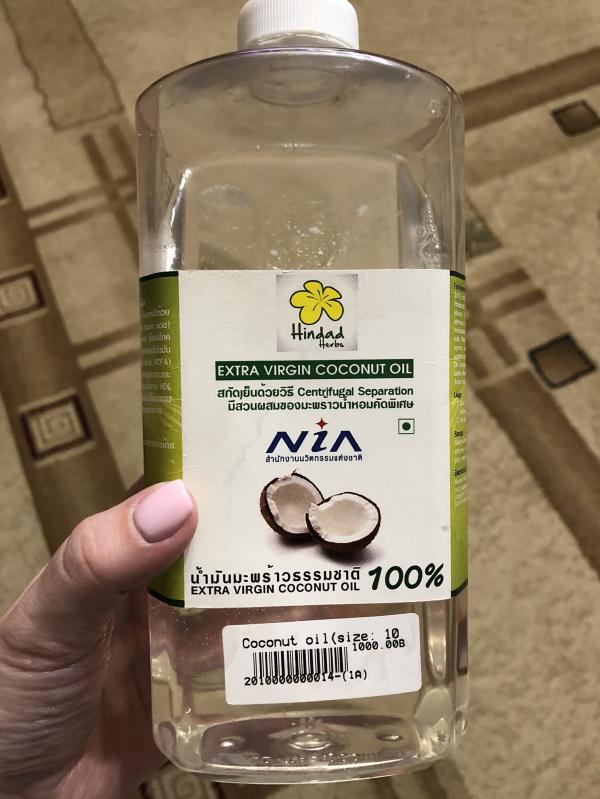 Hindad
Herbs
EXTRA VIRGIN COCONUT OIL
สกัดเย็นด้วยวิธี Centrifugal Separation
มีส่วนผสมของมะพร้าวน้ำหอมคัดพิเศษ
NiA
สำนักงานนวัตกรรมแห่งชาติ
น้ำมันมะพร้าวธรรมชาติ 100%
EXTRA VIRGIN COCONUT OIL
Coconut oil(size: 10
1000.00B
2010000000014-(1A)